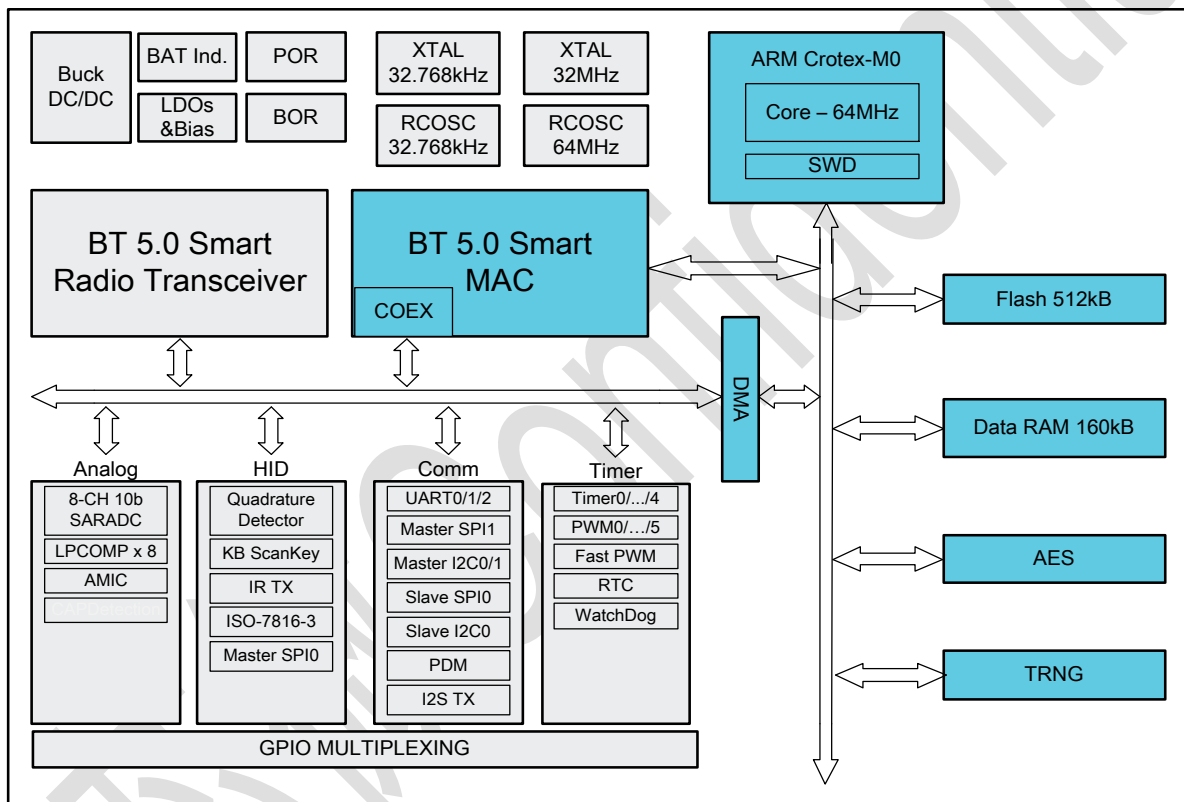 Buck
DC/DC
BAT Ind.
LDOs
&Bias
POR
BOR
XTAL
32.768kHz
XTAL
32MHz
RCOSC
32.768kHz
RCOSC
64MHz
ARM Crotex-M0
Core – 64MHz
SWD
BT 5.0 Smart
Radio Transceiver
BT 5.0 Smart
MAC
COEX
DMA
Flash 512kB
Data RAM 160kB
AES
TRNG
Analog
8-CH 10b
SARADC
LPCOMP x 8
AMIC
CAPDetection
HID
Quadrature
Detector
KB ScanKey
IR TX
ISO-7816-3
Master SPI0
Comm
UART0/1/2
Master SPI1
Master I2C0/1
Slave SPI0
Slave I2C0
PDM
I2S TX
Timer
Timer0/.../4
PWM0/…/5
Fast PWM
RTC
WatchDog
GPIO MULTIPLEXING